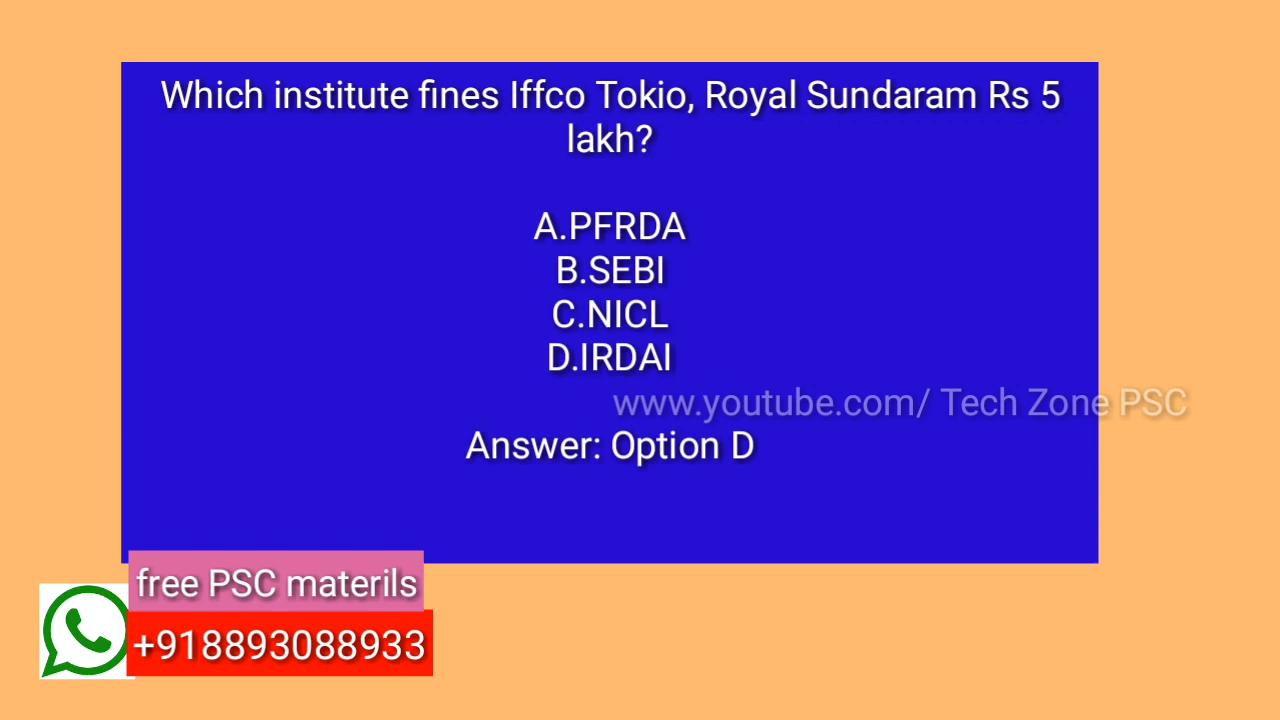 Which institute fines Iffco Tokio, Royal Sundaram Rs 5
lakh?
A.PFRDA
B.SEBI
C.NICL
D.IRDAI
www.youtube.com/ Tech Zone PSC
Answer: Option D
free PSC materils
+918893088933